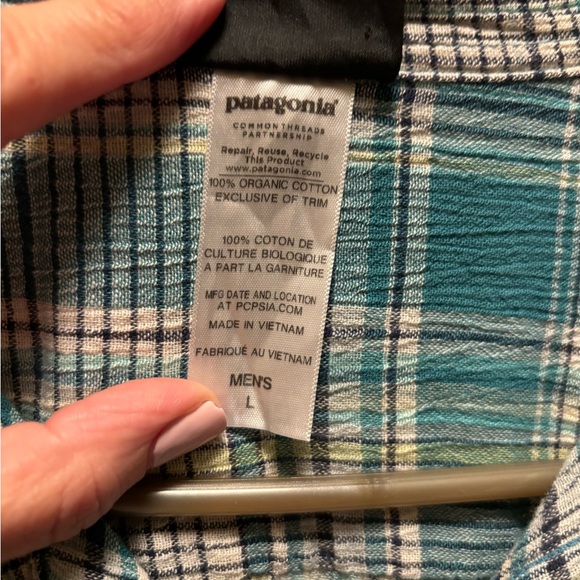 patagonia®
COMMON THREADS
PARTNERSHIP
Repair, Reuse, Recycle
This Product
www.patagonia.com
100% ORGANIC COTTON
EXCLUSIVE OF TRIM
100% COTON DE
CULTURE BIOLOGIQUE
A PART LA GARNITURE
MFG DATE AND LOCATION
AT PCPSIA.COM
MADE IN VIETNAM
FABRIQUÉ AU VIETNAM
MEN'S
L